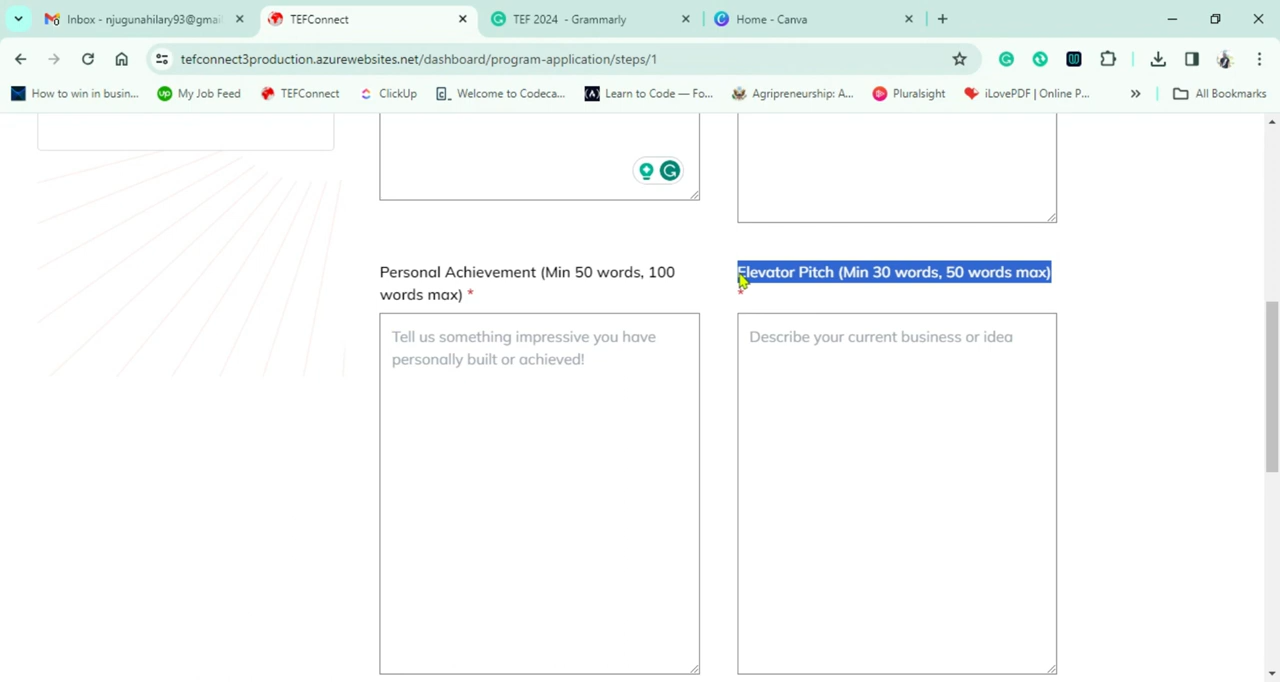 Inbox - njugunahilary93@gmai
TEFConnect
TEF 2024 - Grammarly
Home - Canva
tefconnect3production.azurewebsites.net/dashboard/program-application/steps/1
How to win in busin...
My Job Feed
TEFConnect
ClickUp
Welcome to Codeca...
Learn to Code — Fo...
Agripreneurship: A...
Pluralsight
iLovePDF | Online P...
All Bookmarks
Personal Achievement (Min 50 words, 100
words max) *
Tell us something impressive you have
personally built or achieved!
Elevator Pitch (Min 30 words, 50 words max)
*
Describe your current business or idea